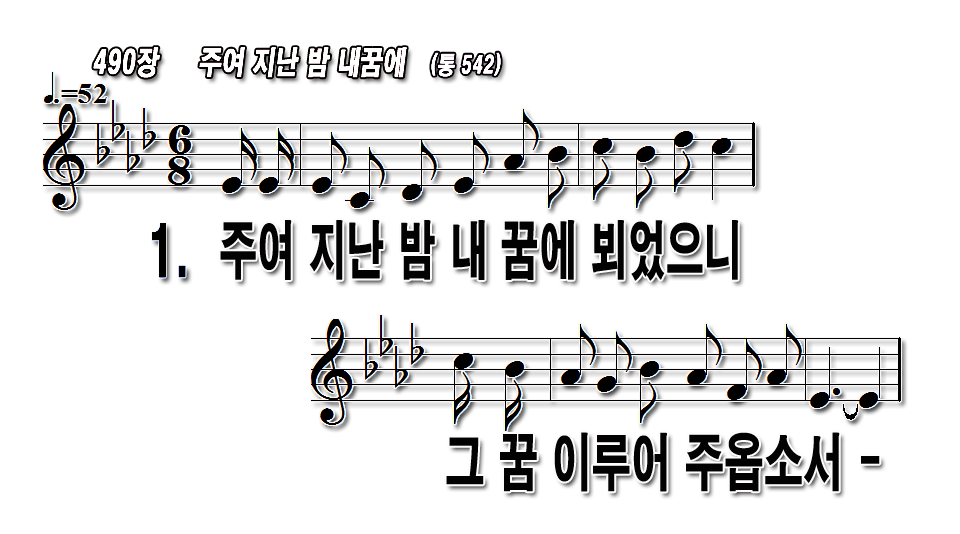 490장 주여 지난 밤 내꿈에 (통 542)
♩.=52
6
8
1. 주여 지난 밤 내 꿈에 뵈었으니
그 꿈 이루어 주옵소서 -